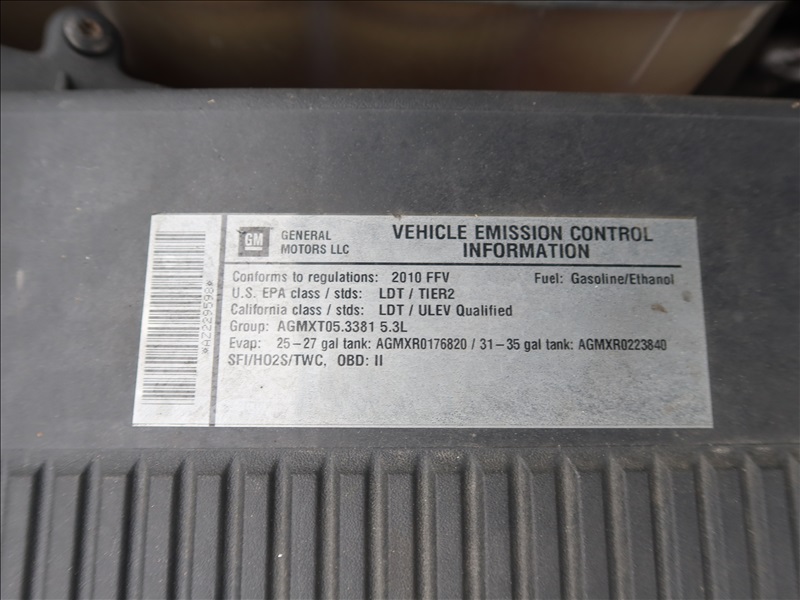 GM
GENERAL
MOTORS LLC
VEHICLE EMISSION CONTROL
INFORMATION
Conforms to regulations: 2010 FFV Fuel: Gasoline/Ethanol
U.S. EPA class / stds: LDT / TIER2
California class / stds: LDT / ULEV Qualified
Group: AGMXT05.3381 5.3L
Evap: 25-27 gal tank: AGMXR0176820 / 31-35 gal tank: AGMXR0223840
SFI/HO2S/TWC, OBD: II
*AZ229598*